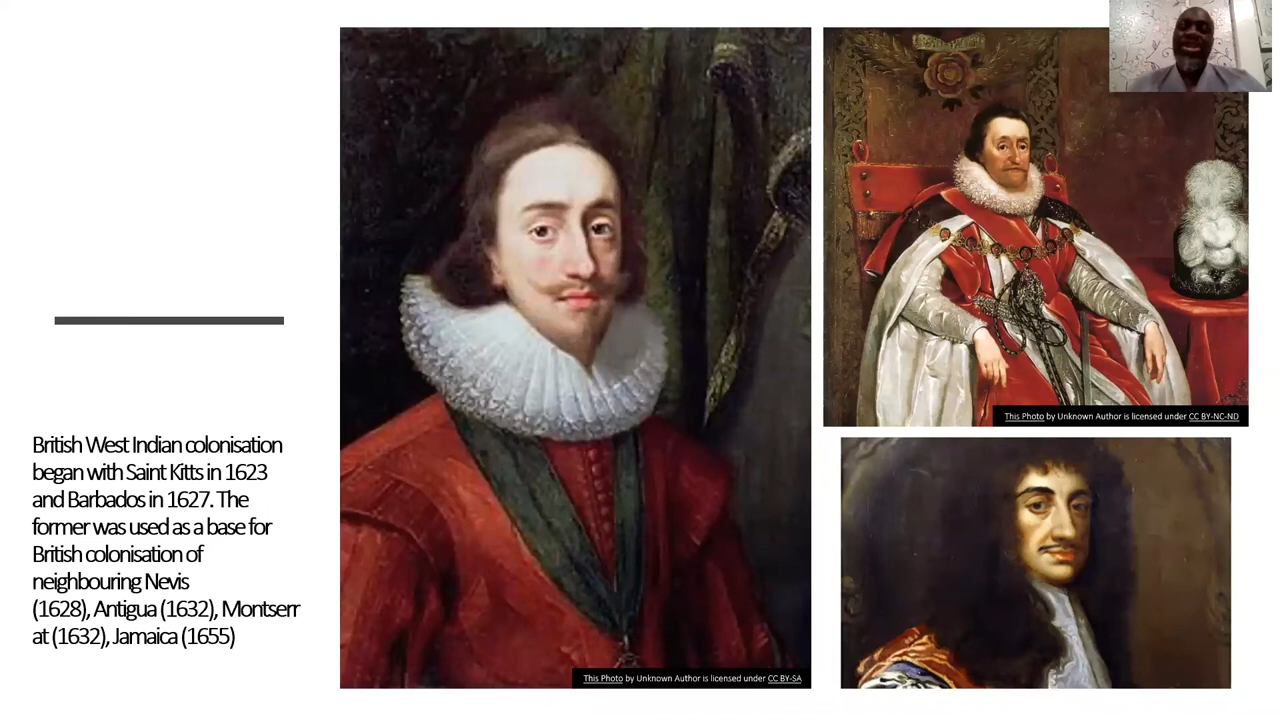 British West Indian colonisation
began with Saint Kitts in 1623
and Barbados in 1627. The
former was used as a base for
British colonisation of
neighbouring Nevis
(1628), Antigua (1632), Montserr
at (1632), Jamaica (1655)
This Photo by Unknown Author is licensed under CC BY-SA
This Photo by Unknown Author is licensed under CC BY-NC-ND